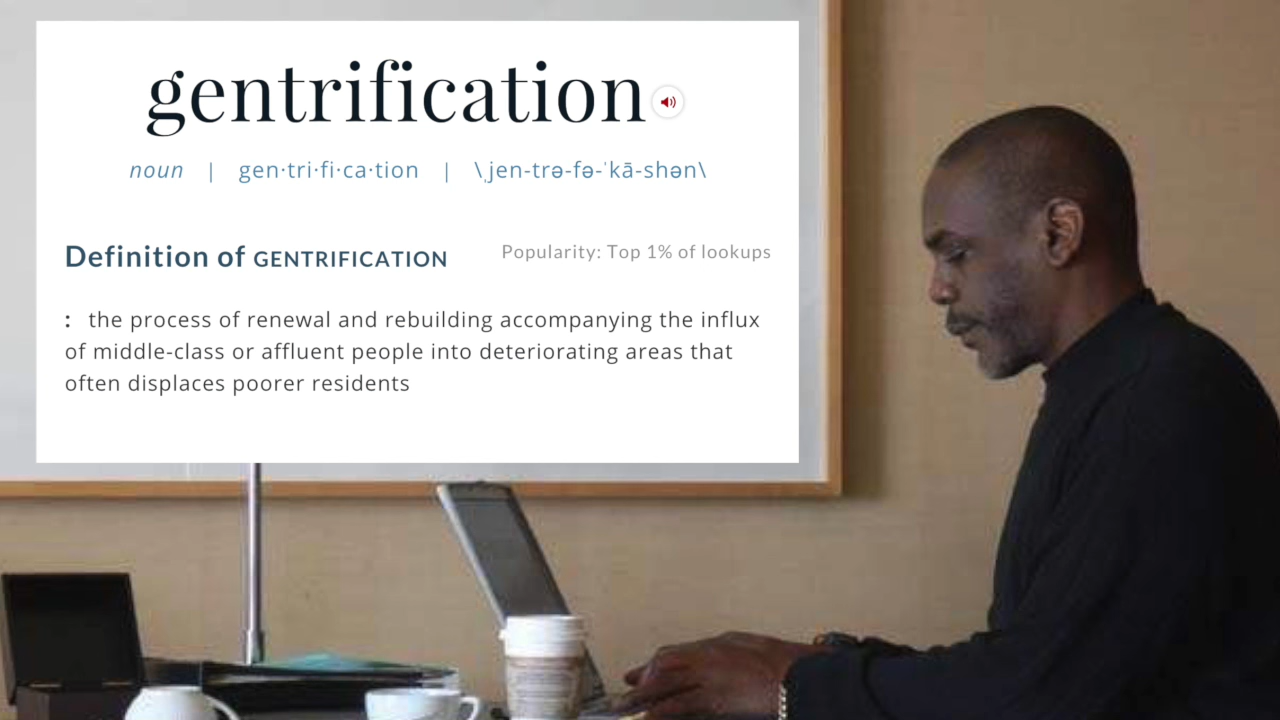 gentrification
noun | gen·tri·fi·ca·tion | \ˌjen-trə-fə-ˈkā-shən\
Definition of GENTRIFICATION
Popularity: Top 1% of lookups
: the process of renewal and rebuilding accompanying the influx
of middle-class or affluent people into deteriorating areas that
often displaces poorer residents